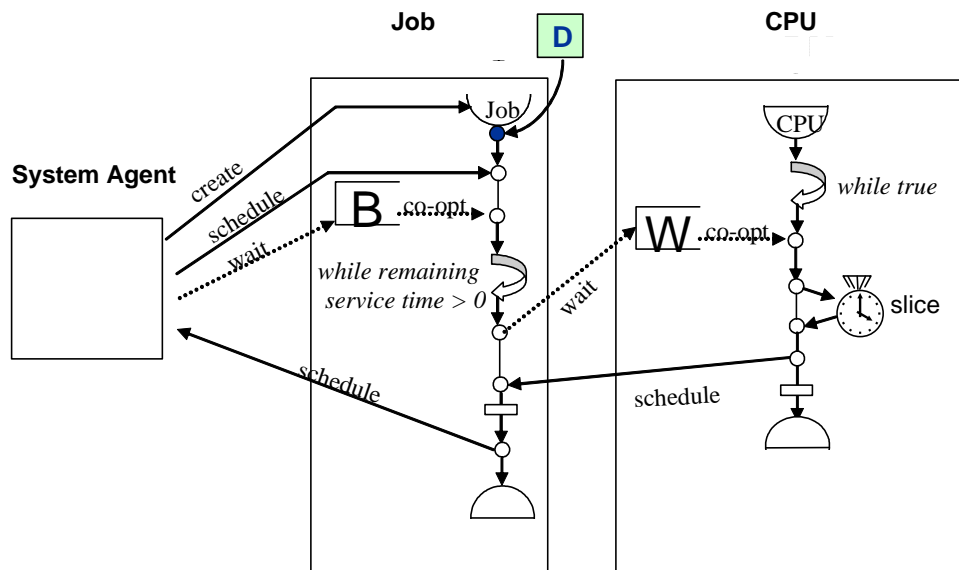 Job
D
CPU
Job
CPU
System Agent
create
while true
schedule
B
co-opt
W
co-opt
wait
while remaining
service time > 0
wait
slice
schedule
schedule